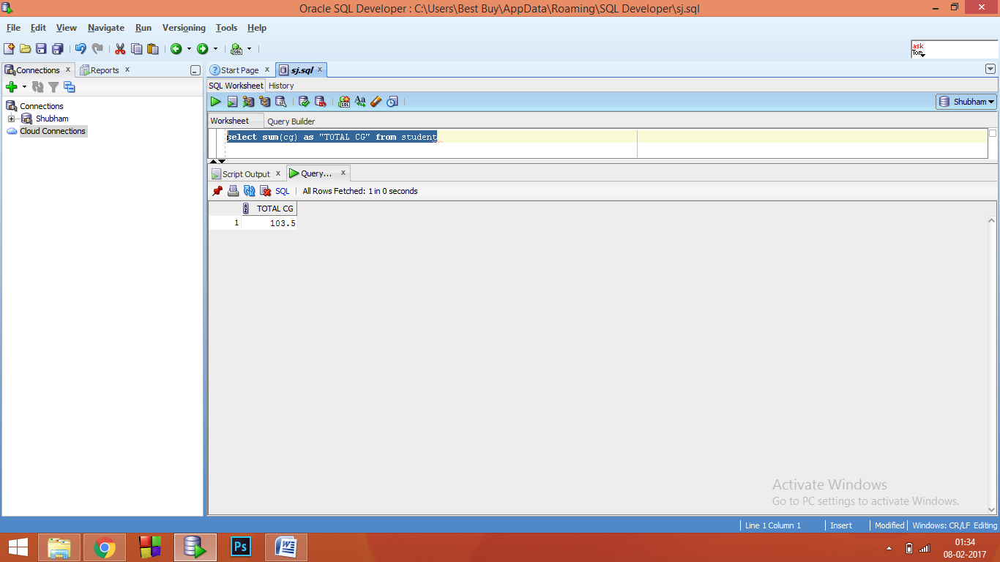 Oracle SQL Developer : C:\Users\Best Buy\AppData\Roaming\SQL Developer\sj.sql
File Edit View Navigate Run Versioning Tools Help
ask
Tom
Connections Reports
Start Page sj.sql
SQL Worksheet History
Connections
Shubham
Cloud Connections
Shubham
Worksheet Query Builder
select sum(cg) as "TOTAL CG" from student
Script Output Query...
SQL All Rows Fetched: 1 in 0 seconds
TOTAL CG
1 103.5
Activate Windows
Go to PC settings to activate Windows.
Line 1 Column 1 Insert Modified Windows: CR/LF Editing
Ps
01:34
08-02-2017